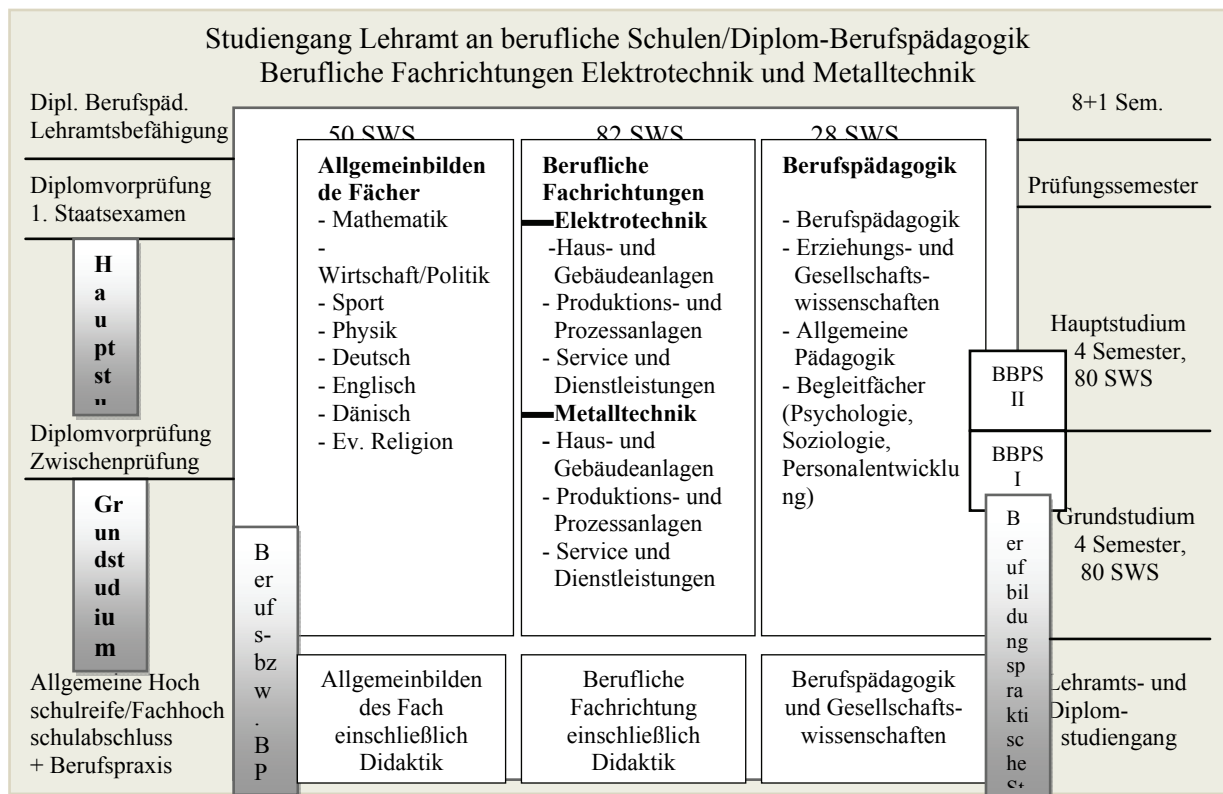 Studiengang Lehramt an berufliche Schulen/Diplom-Berufspädagogik
Berufliche Fachrichtungen Elektrotechnik und Metalltechnik
Dipl. Berufspäd.
Lehramtsbefähigung
Diplomvorprüfung
1. Staatsexamen
H
a
u
pt
st
u
Diplomvorprüfung
Zwischenprüfung
Gr
un
dst
ud
iu
m
Allgemeine Hoch
schulreife/Fachhoch
schulabschluss
+ Berufspraxis
B
er
uf
s-
bz
w
.
B
P
50 SWS
Allgemeinbilden
de Fächer
- Mathematik
-
Wirtschaft/Politik
- Sport
- Physik
- Deutsch
- Englisch
- Dänisch
- Ev. Religion
Allgemeinbilden
des Fach
einschließlich
Didaktik
82 SWS
Berufliche
Fachrichtungen
Elektrotechnik
-Haus- und
Gebäudeanlagen
- Produktions- und
Prozessanlagen
- Service und
Dienstleistungen
Metalltechnik
- Haus- und
Gebäudeanlagen
- Produktions- und
Prozessanlagen
- Service und
Dienstleistungen
Berufliche
Fachrichtung
einschließlich
Didaktik
28 SWS
Berufspädagogik
- Berufspädagogik
- Erziehungs- und
Gesellschafts-
wissenschaften
- Allgemeine
Pädagogik
- Begleitfächer
(Psychologie,
Soziologie,
Personalentwicklu
ng)
Berufspädagogik
und Gesellschafts-
wissenschaften
BBPS
II
BBPS
I
B
er
uf
bil
du
ng
sp
ra
kti
sc
he
St
8+1 Sem.
Prüfungssemester
Hauptstudium
4 Semester,
80 SWS
Grundstudium
4 Semester,
80 SWS
Lehramts- und
Diplom-
studiengang